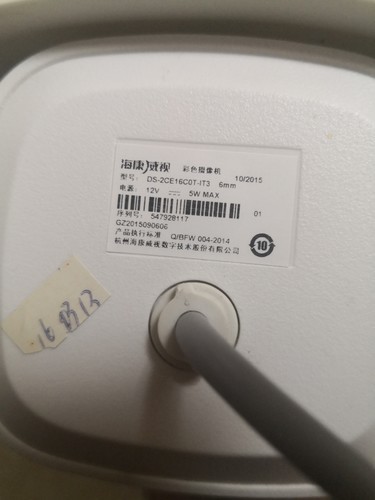 海康威视 彩色摄像机 10/2015
型号: DS-2CE16C0T-IT3 6mm
电源: 12V 5W MAX
01
序列号: 547928117
GZ2015090606
产品执行标准 Q/BFW 004-2014
杭州海康威视数字技术股份有限公司
10